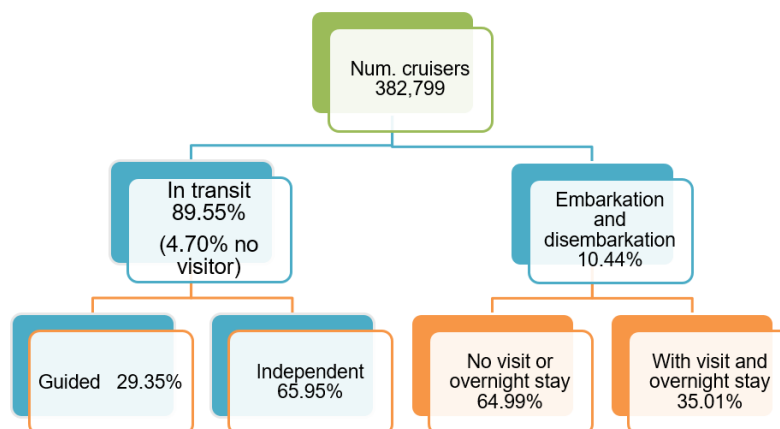 Num. cruisers
382,799
In transit
89.55%
(4.70% no
visitor)
Embarkation
and
disembarkation
10.44%
Guided 29.35%
Independent
65.95%
No visit or
overnight stay
64.99%
With visit and
overnight stay
35.01%